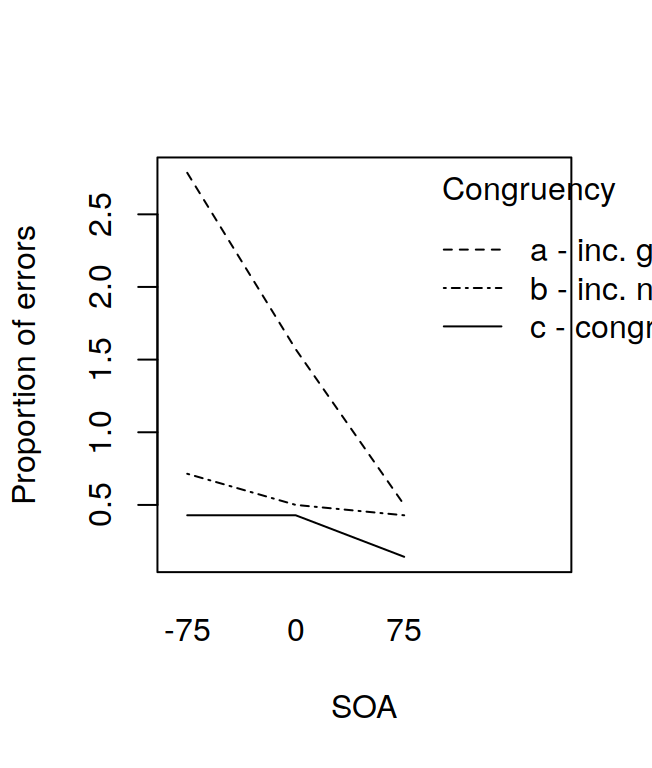 Congruency
a - inc. g
b - inc. n
c - congr
Proportion of errors
2.5
2.0
1.5
1.0
0.5
-75 0 75
SOA